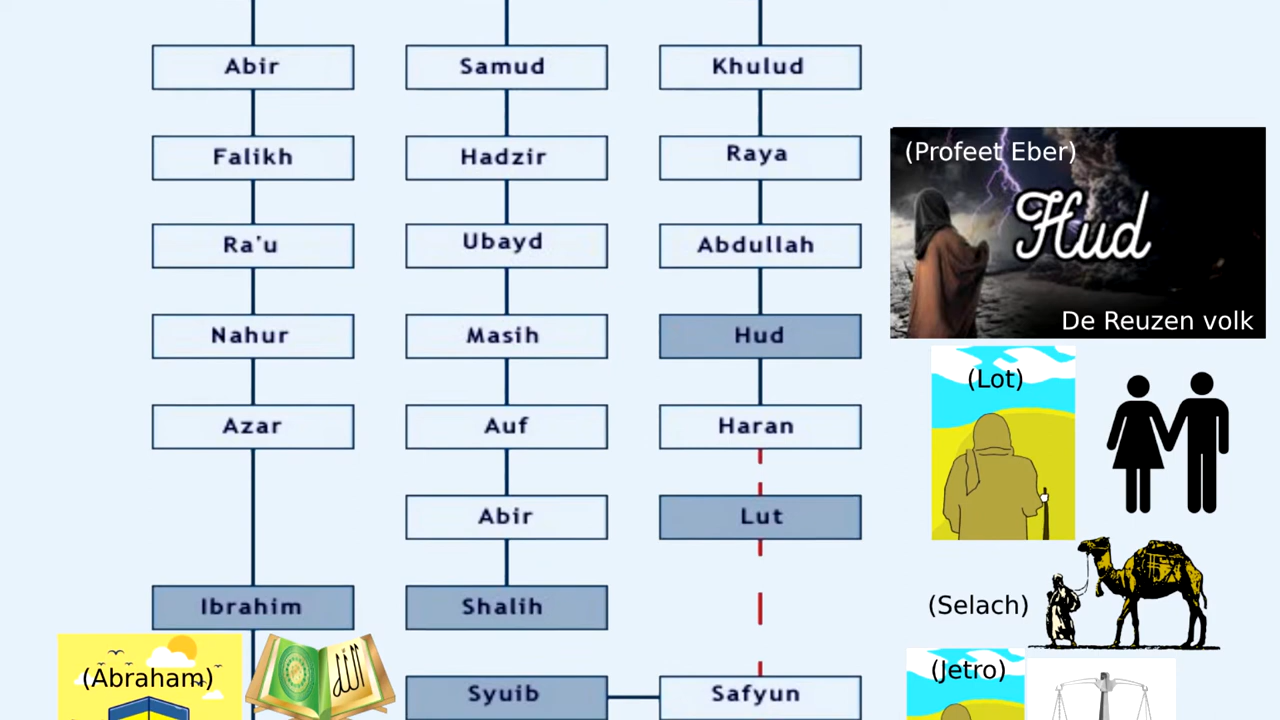 Abir
Samud
Khulud
Falikh
Hadzir
Raya
Ra'u
Ubayd
Abdullah
Nahur
Masih
Hud
Azar
Auf
Haran
Abir
Lut
Ibrahim
Shalih
Syuib
Safyun
(Profeet Eber)
Hud
De Reuzen volk
(Lot)
(Selach)
(Jetro)
(Abraham)
الله